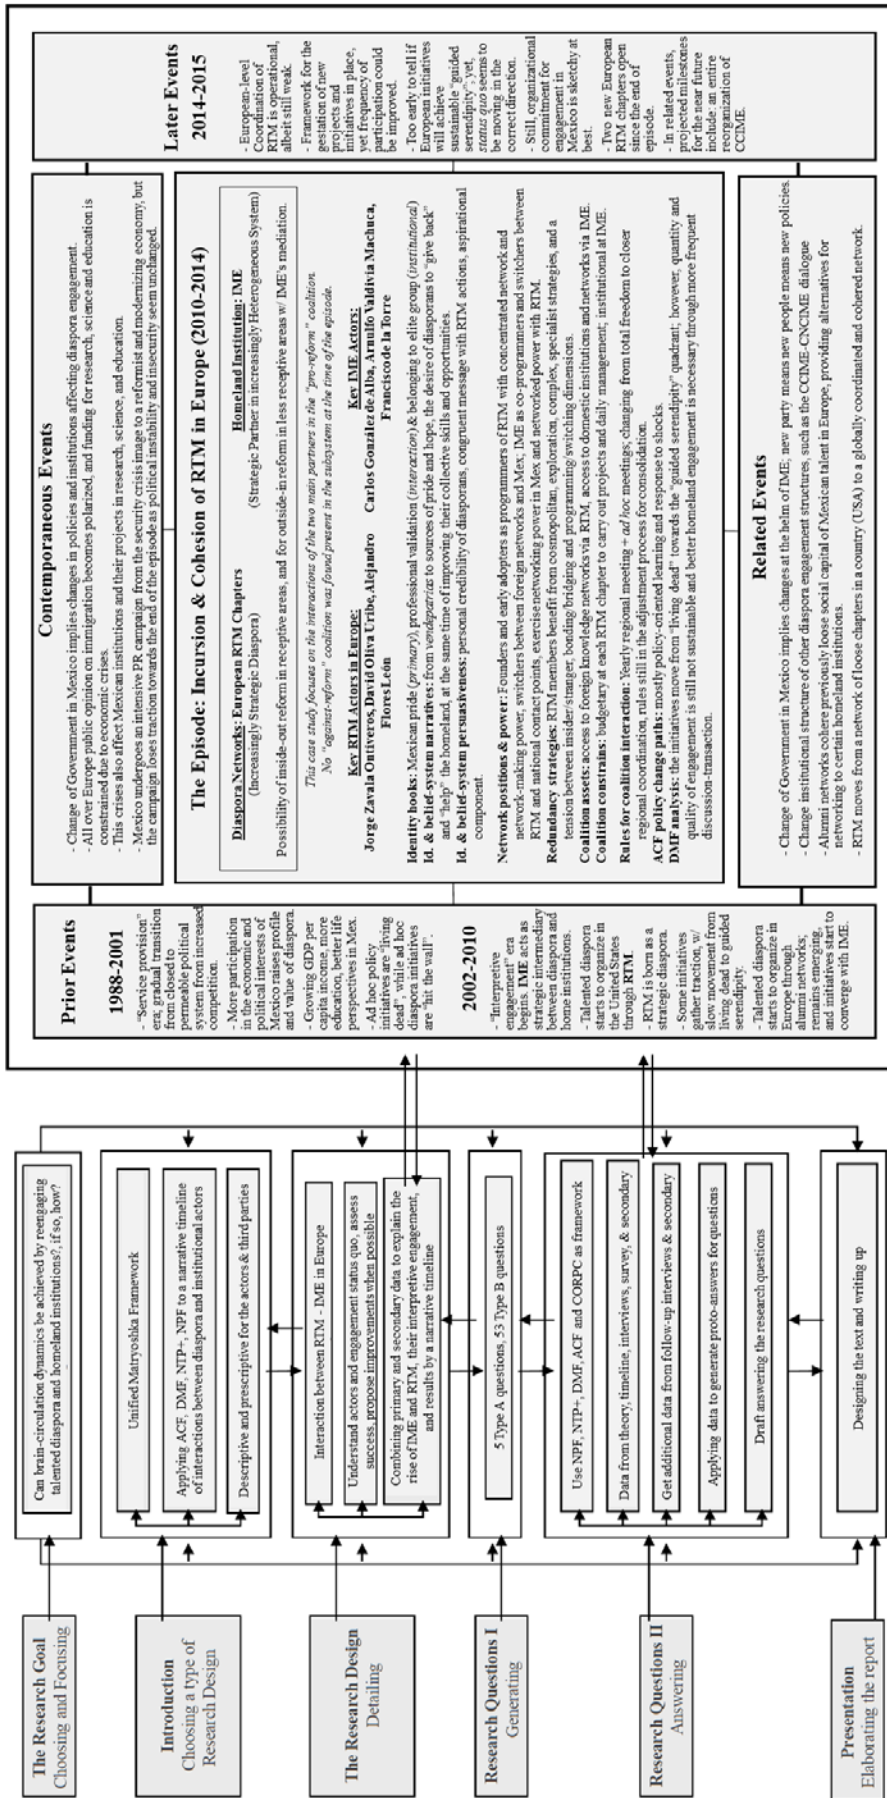 The Research Goal
Choosing and Focusing
Introduction
Choosing a type of
Research Design
The Research Design
Detailing
Research Questions I
Generating
Research Questions II
Answering
Presentation
Elaborating the report
Can brain-circulation dynamics be achieved by reengaging
talented diaspora and homeland institutions?, if so, how?
Unified Matryoshka Framework
Applying ACF, DMF, NTP+, NPF to a narrative timeline
of interactions between diaspora and institutional actors
Descriptive and prescriptive for the actors & third parties
Interaction between RTM - IME in Europe
Understand actors and engagement status quo, assess
success, propose improvements when possible
Combining primary and secondary data to explain the
rise of IME and RTM, their interpretive engagement,
and results by a narrative timeline
5 Type A questions, 53 Type B questions
Use NPF, NTP+, DMF, ACF and CORPC as framework
Data from theory, timeline, interviews, survey, & secondary
Get additional data from follow-up interviews & secondary
Applying data to generate proto-answers for questions
Draft answering the research questions
Designing the text and writing up
Prior Events
1988-2001
- "Service provision"
era; gradual transition
from closed to
permeable political
system from increased
competition.
- More participation
in the economic and
political interests of
Mexico raises profile
and value of diaspora.
- Growing GDP per
capita income, more
education, better life
perspectives in Mex.
- Ad hoc policy
initiatives are "living
dead", while ad hoc
diaspora initiatives
are "hit the wall".
2002-2010
- "Interpretive
engagement" era
begins. IME acts as
strategic intermediary
between diaspora and
home institutions.
- Talented diaspora
starts to organize in
the United States
through RTM.
- RTM is born as a
strategic diaspora.
- Some initiatives
gather traction, w/
slow movement from
living dead to guided
serendipity.
- Talented diaspora
starts to organize in
Europe through
alumni networks;
remains emerging,
and initiatives start to
converge with IME.
Contemporaneous Events
- Change of Government in Mexico implies changes in policies and institutions affecting diaspora engagement.
- All over Europe public opinion on immigration becomes polarized, and funding for research, science and education is
constrained due to economic crises.
- This crises also affect Mexican institutions and their projects in research, science, and education.
- Mexico undergoes an intensive PR campaign from the security crisis image to a reformist and modernizing economy, but
the campaign loses traction towards the end of the episode as political instability and insecurity seem unchanged.
The Episode: Incursion & Cohesion of RTM in Europe (2010-2014)
Diaspora Networks: European RTM Chapters
(Increasingly Strategic Diaspora)
Homeland Institution: IME
(Strategic Partner in increasingly Heterogeneous System)
Possibility of inside-out reform in receptive areas, and for outside-in reform in less receptive areas w/ IME's mediation.
This case study focuses on the interactions of the two main partners in the "pro-reform" coalition.
No "against-reform" coalition was found present in the subsystem at the time of the episode.
Key RTM Actors in Europe:
Jorge Zavala Ontiveros, David Oliva Uribe, Alejandro
Flores León
Key IME Actors:
Carlos González de Alba, Arnulfo Valdivia Machuca,
Francisco de la Torre
Identity hooks: Mexican pride (primary), professional validation (interaction) & belonging to elite group (institutional)
Id. & belief-system narratives: from vendepatrias to sources of pride and hope, the desire of diasporans to "give back"
and "help" the homeland, at the same time of improving their collective skills and opportunities.
Id. & belief-system persuasiveness: personal credibility of diasporans, congruent message with RTM actions, aspirational
component.
Network positions & power: Founders and early adopters as programmers of RTM with concentrated network and
network-making power, switchers between foreign networks and Mex; IME as co-programmers and switchers between
RTM and national contact points, exercise networking power in Mex and networked power with RTM.
Redundancy strategies: RTM members benefit from cosmopolitan, exploration, complex, specialist strategies, and a
tension between insider/stranger, bonding/bridging and programming/switching dimensions.
Coalition assets: access to foreign knowledge networks via RTM, access to domestic institutions and networks via IME.
Coalition constrains: budgetary at each RTM chapter to carry out projects and daily management; institutional at IME.
Rules for coalition interaction: Yearly regional meeting + ad hoc meetings; changing from total freedom to closer
regional coordination, rules still in the adjustment process for consolidation.
ACF policy change paths: mostly policy-oriented learning and response to shocks.
DMF analysis: the initiatives move from "living dead" towards the "guided serendipity" quadrant; however, quantity and
quality of engagement is still not sustainable and better homeland engagement is necessary through more frequent
discussion-transaction.
Related Events
- Change of Government in Mexico implies changes at the helm of IME; new party means new people means new policies.
- Change institutional structure of other diaspora engagement structures, such as the CCIME-CNCIME dialogue
- Alumni networks cohere previously loose social capital of Mexican talent in Europe, providing alternatives for
networking to certain homeland institutions.
- RTM moves from a network of loose chapters in a country (USA) to a globally coordinated and cohered network.
Later Events
2014-2015
- European-level
Coordination of
RTM is operational,
albeit still weak.
- Framework for the
gestation of new
projects and
initiatives in place,
yet frequency of
participation could
be improved.
- Too early to tell if
European initiatives
will achieve
sustainable "guided
serendipity"; yet,
status quo seems to
be moving in the
correct direction.
- Still, organizational
commitment for
engagement in
Mexico is sketchy at
best.
- Two new European
RTM chapters open
since the end of
episode.
- In related events,
projected milestones
for the near future
include: an entire
reorganization of
CCIME.